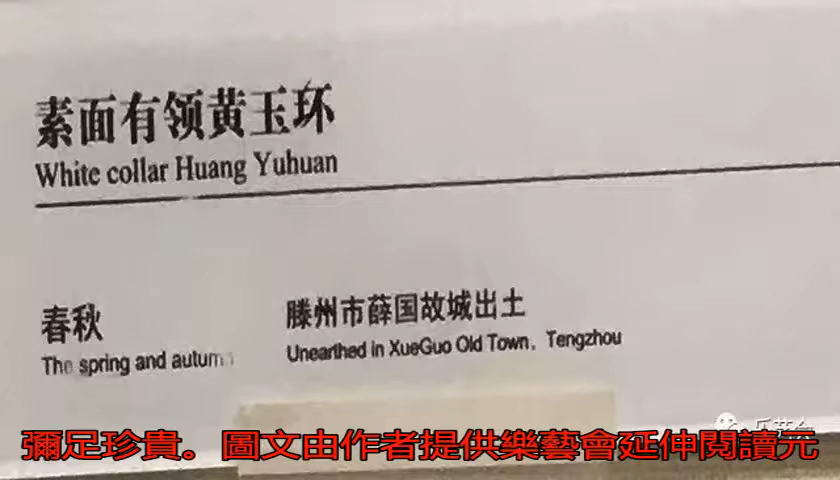 素面有领黄玉环
White collar Huang Yuhuan
春秋
The spring and autumn
滕州市薛国故城出土
Unearthed in XueGuo Old Town, Tengzhou
彌足珍貴。圖文由作者提供樂藝會延伸閱讀元